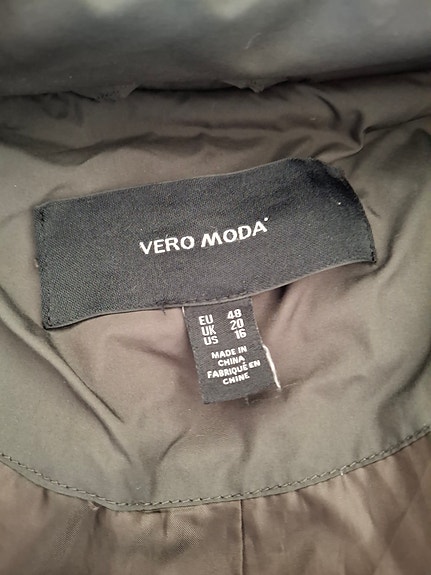 VERO MODA
EU 48
UK 20
US 16
MADE IN
CHINA
FABRIQUÉ EN
CHINE